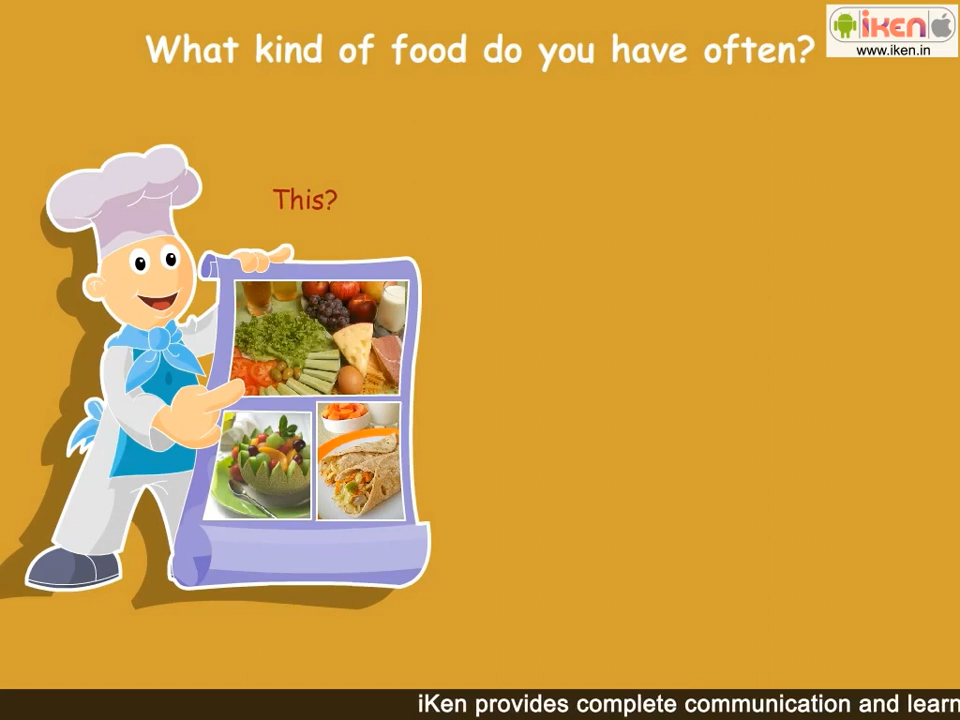 What kind of food do you have often?
iken
www.iken.in
This?
iKen provides complete communication and learn